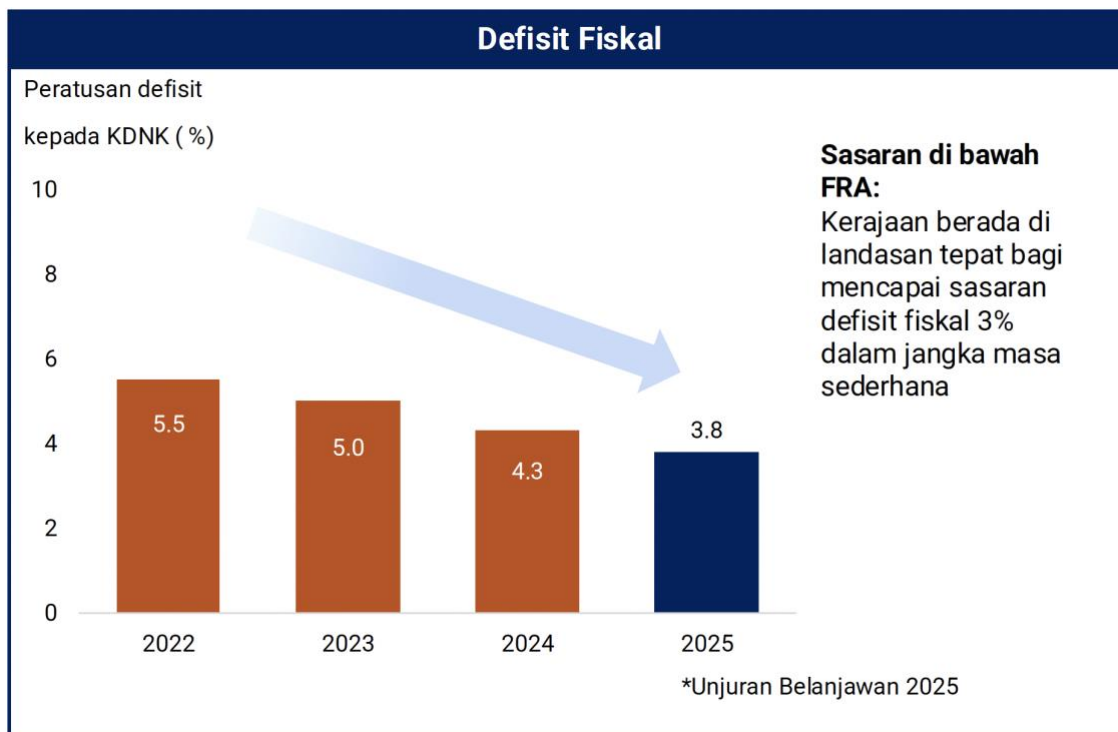 Defisit Fiskal
Peratusan defisit
kepada KDNK ( %)
Sasaran di bawah
FRA:
Kerajaan berada di
landasan tepat bagi
mencapai sasaran
defisit fiskal 3%
dalam jangka masa
sederhana
10
8
6
4
2
0
5.5
5.0
4.3
3.8
2022
2023
2024
2025
*Unjuran Belanjawan 2025